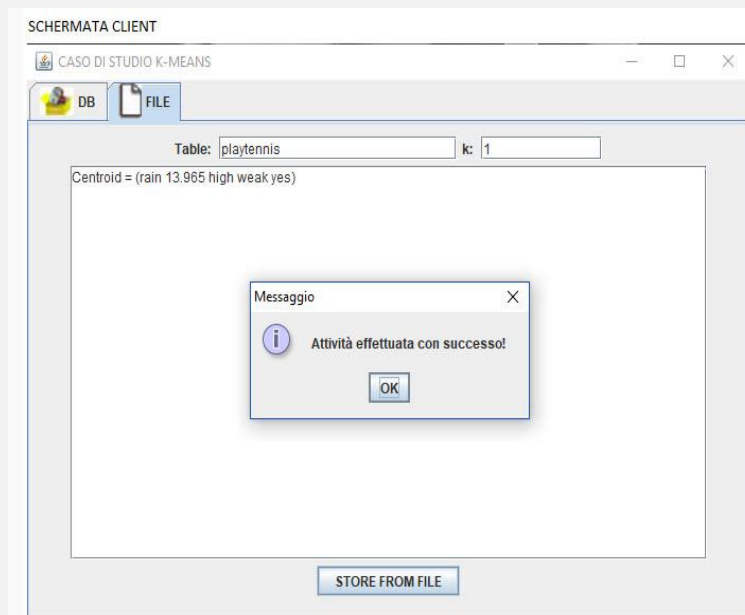 SCHERMATA CLIENT
CASO DI STUDIO K-MEANS
DB FILE
Table: playtennis k: 1
Centroid = (rain 13.965 high weak yes)
Messaggio
Attività effettuata con successo!
OK
STORE FROM FILE